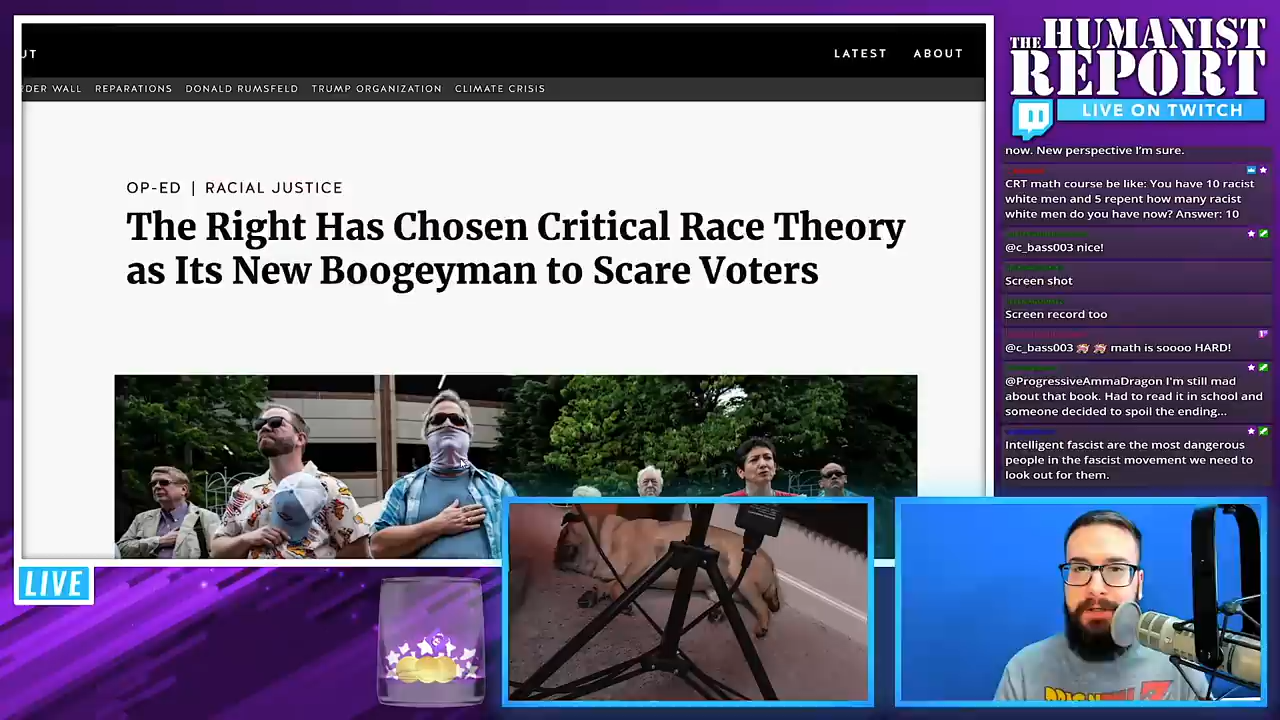 UT
LATEST
ABOUT
RDER WALL
REPARATIONS
DONALD RUMSFELD
TRUMP ORGANIZATION
CLIMATE CRISIS
OP-ED | RACIAL JUSTICE
The Right Has Chosen Critical Race Theory
as Its New Boogeyman to Scare Voters
LIVE
THE HUMANIST
REPORT
LIVE ON TWITCH
now. New perspective I'm sure.
CRT math course be like: You have 10 racist
white men and 5 repent how many racist
white men do you have now? Answer: 10
@c_bass003 nice!
Screen shot
Screen record too
@c_bass003 math is soooo HARD!
@ProgressiveAmmaDragon I'm still mad
about that book. Had to read it in school and
someone decided to spoil the ending...
Intelligent fascist are the most dangerous
people in the fascist movement we need to
look out for them.